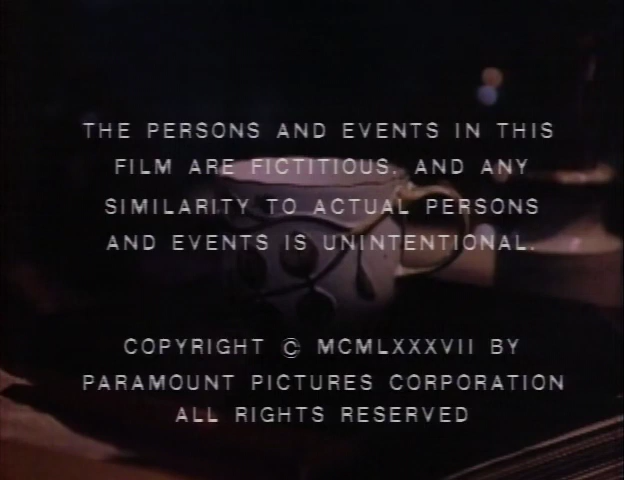 THE PERSONS AND EVENTS IN THIS
FILM ARE FICTITIOUS, AND ANY
SIMILARITY TO ACTUAL PERSONS
AND EVENTS IS UNINTENTIONAL.
COPYRIGHT © MCMLXXXVII BY
PARAMOUNT PICTURES CORPORATION
ALL RIGHTS RESERVED